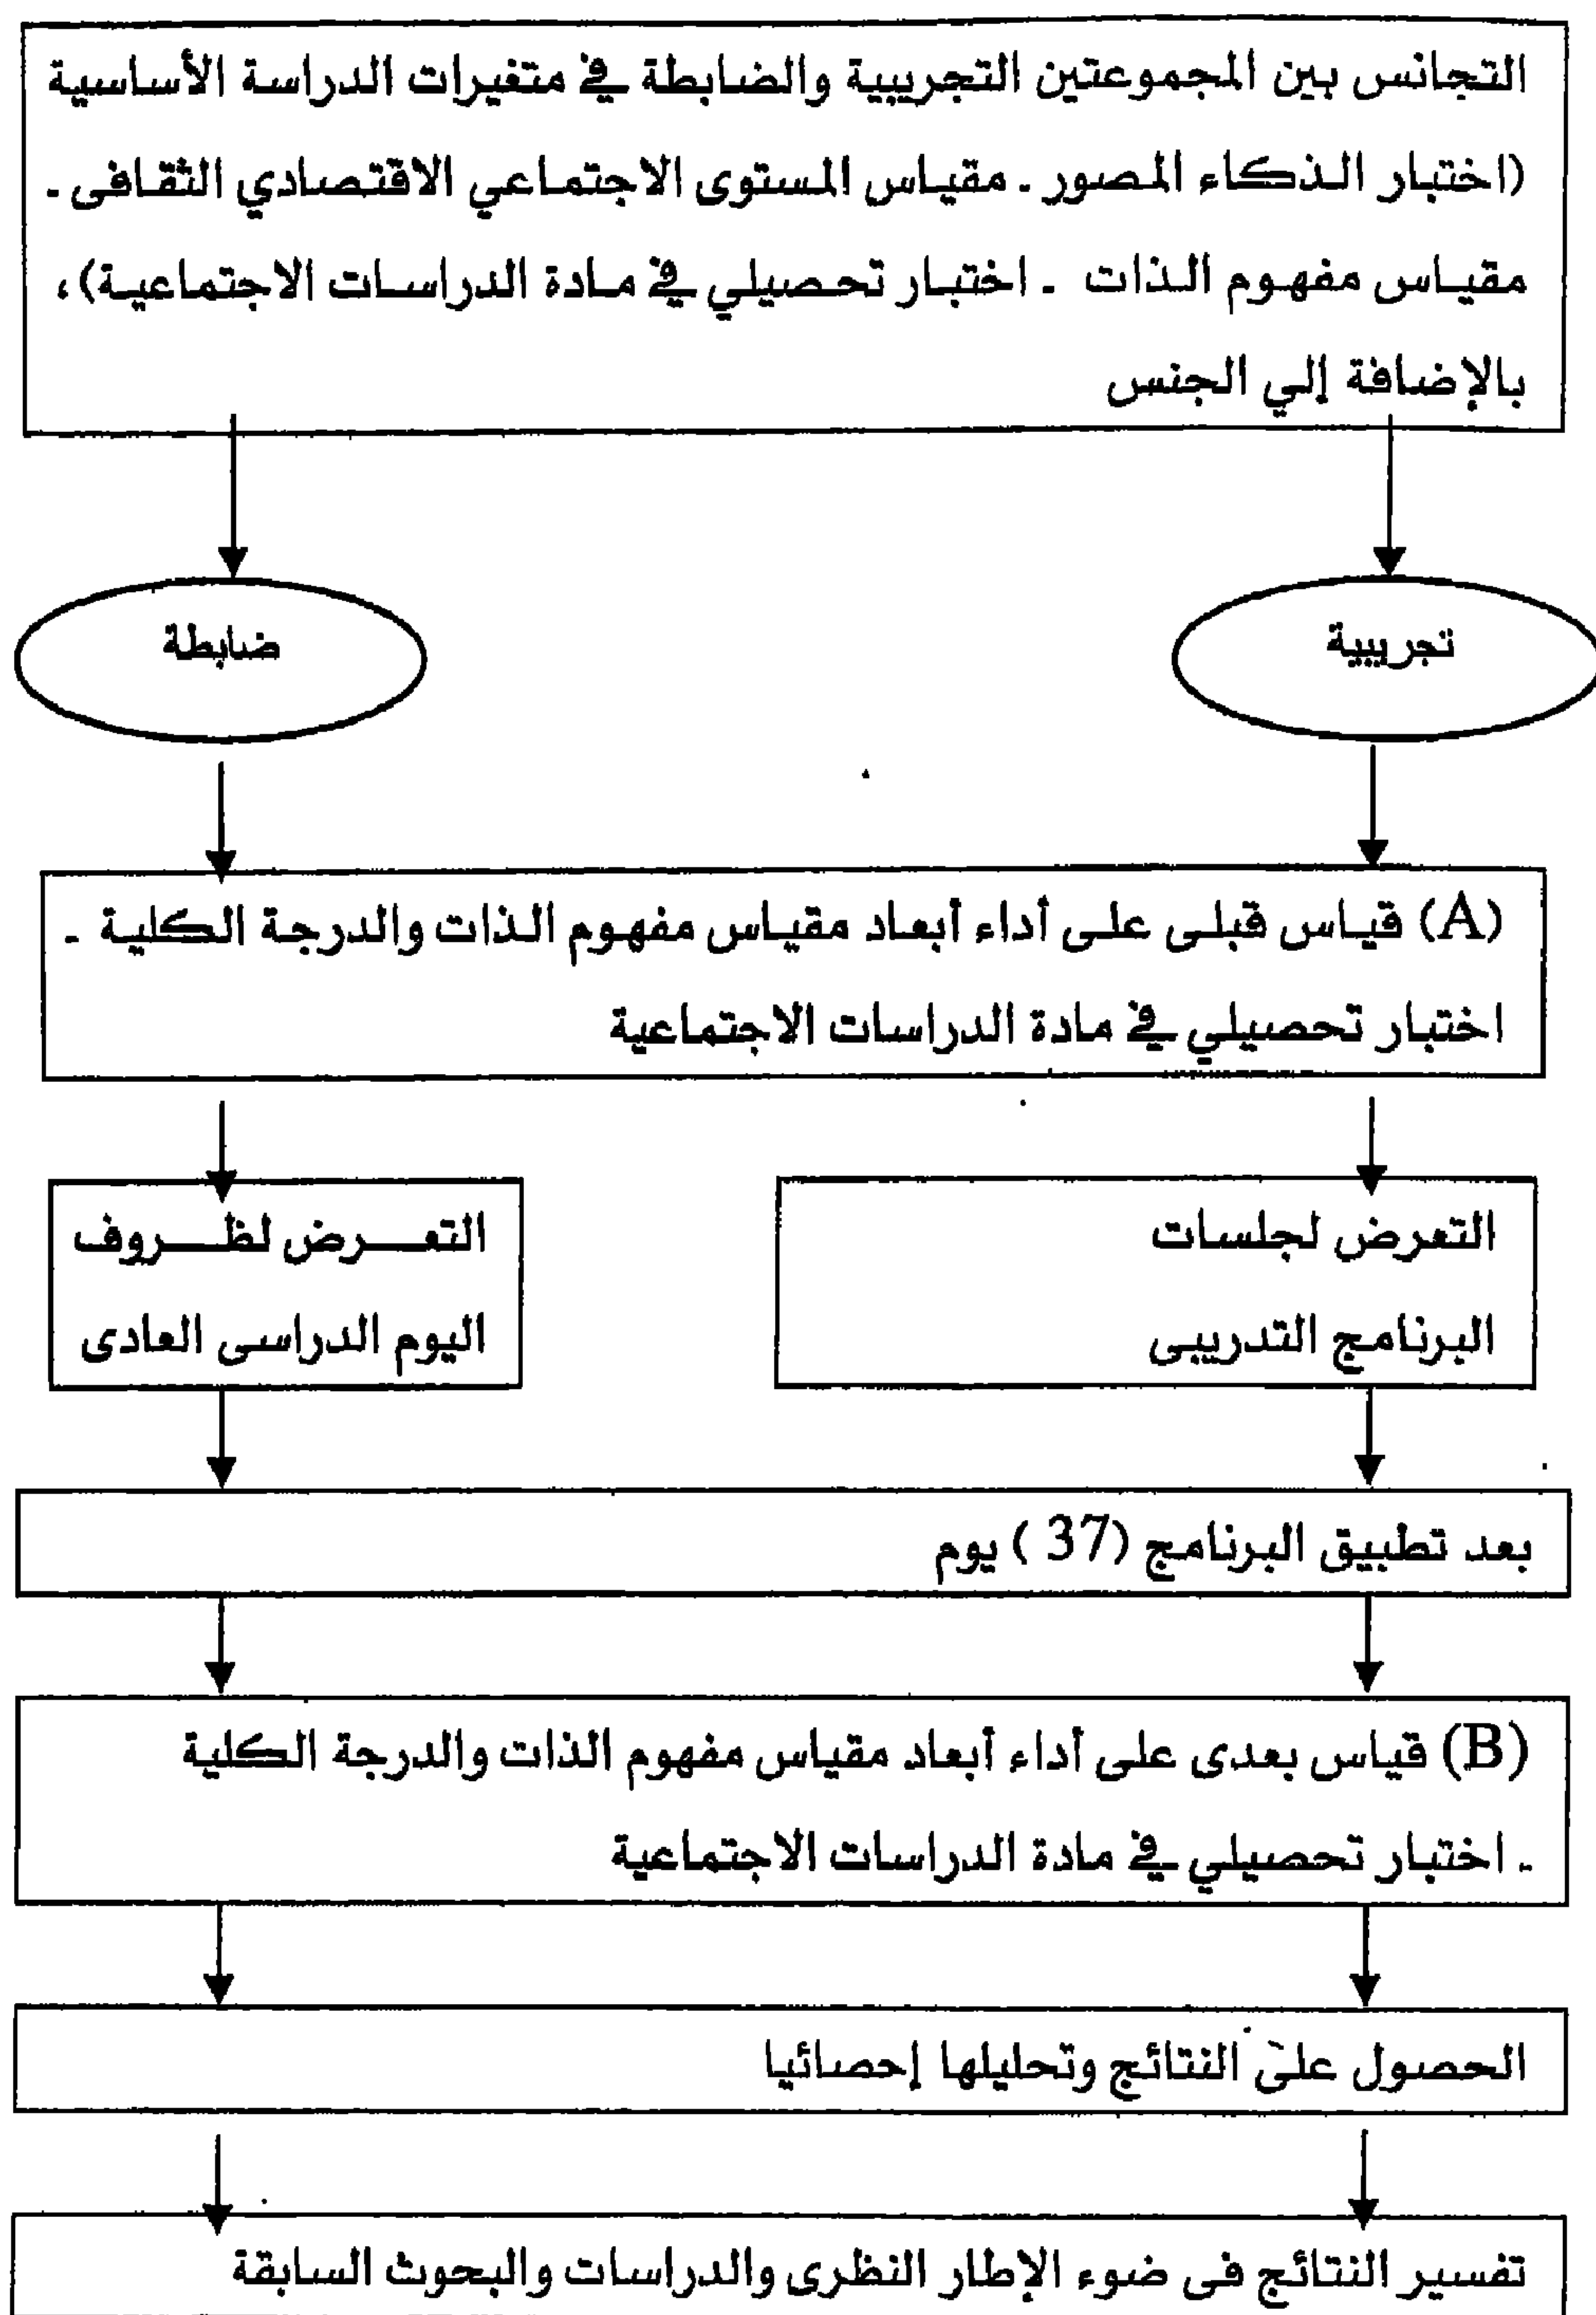 التجانس بين المجموعتين التجريبية والضابطة في متغيرات الدراسة الأساسية
(اختبار الذكاء المصور ـ مقياس المستوى الاجتماعي الاقتصادي الثقافى ـ
مقياس مفهوم الذات ـ اختبار تحصيلي في مادة الدراسات الاجتماعية)،
بالإضافة إلي الجنس
تجريبية
ضابطة
(A) قياس قبلى على أداء أبعاد مقياس مفهوم الذات والدرجة الكلية ـ
اختبار تحصيلي في مادة الدراسات الاجتماعية
التعرض لجلسات
البرنامج التدريبى
التعرض لظروف
اليوم الدراسى العادى
بعد تطبيق البرنامج (37 ) يوم
(B) قياس بعدى على أداء أبعاد مقياس مفهوم الذات والدرجة الكلية
ـ اختبار تحصيلي في مادة الدراسات الاجتماعية
الحصول على النتائج وتحليلها إحصائيا
تفسير النتائج فى ضوء الإطار النظرى والدراسات والبحوث السابقة